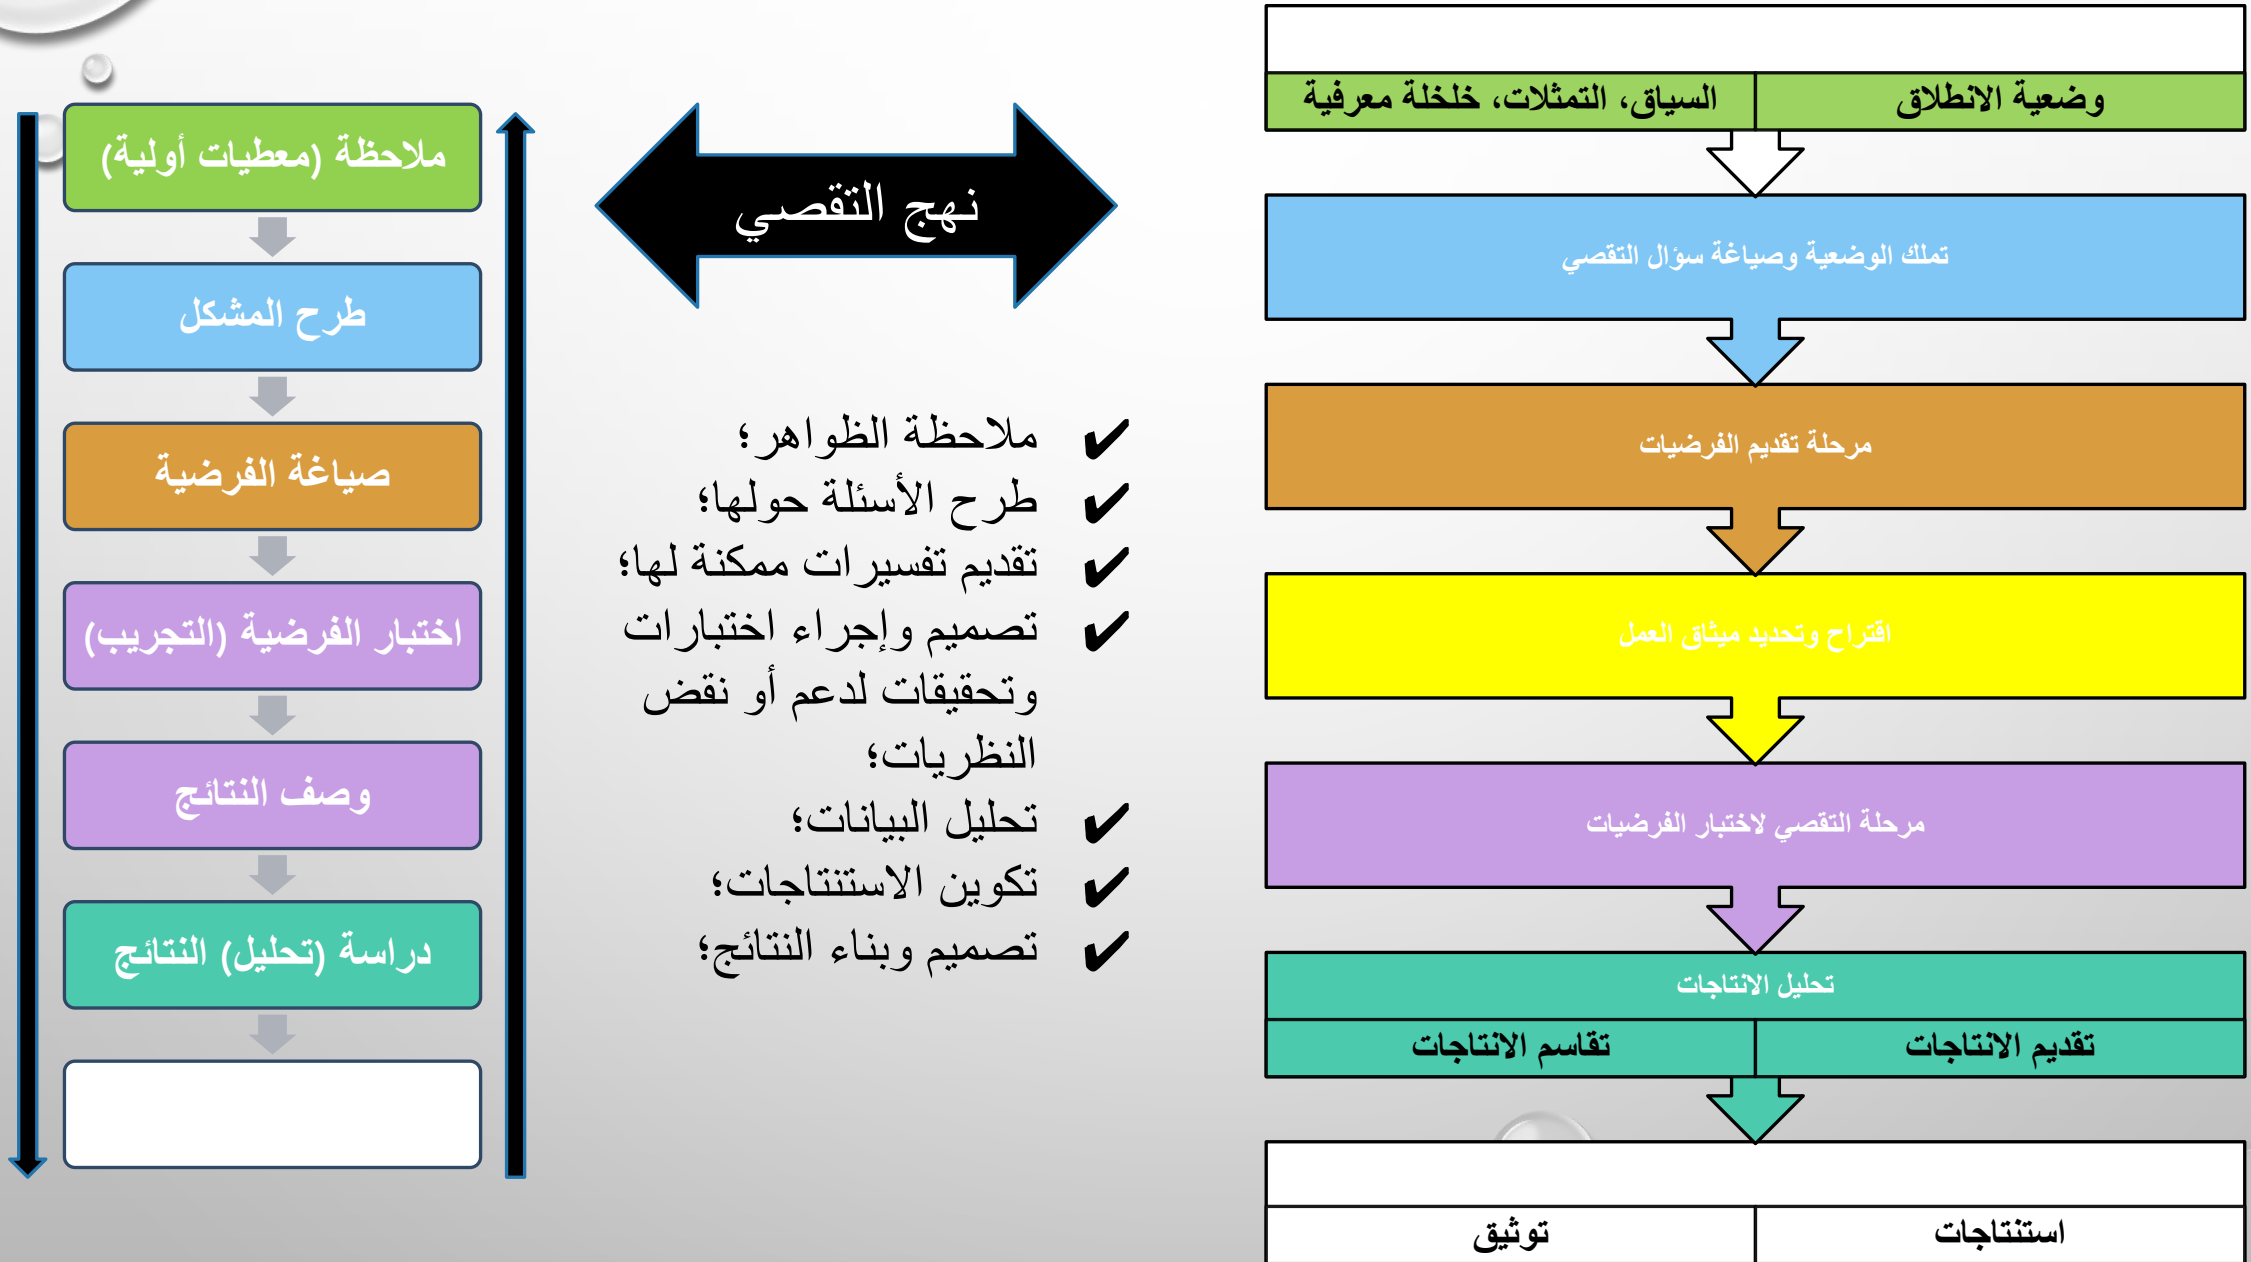 وضعية الانطلاق
السياق، التمثلات، خلخلة معرفية
تملك الوضعية وصياغة سؤال التقصي
مرحلة تقديم الفرضيات
اقتراح وتحديد ميثاق العمل
مرحلة التقصي لاختبار الفرضيات
تحليل الانتاجات
تقديم الانتاجات
تقاسم الانتاجات
استنتاجات
توثيق
نهج التقصي
✔ ملاحظة الظواهر؛
✔ طرح الأسئلة حولها؛
✔ تقديم تفسيرات ممكنة لها؛
✔ تصميم وإجراء اختبارات
وتحقيقات لدعم أو نقض
النظريات؛
✔ تحليل البيانات؛
✔ تكوين الاستنتاجات؛
✔ تصميم وبناء النتائج؛
ملاحظة (معطيات أولية)
طرح المشكل
صياغة الفرضية
اختبار الفرضية (التجريب)
وصف النتائج
دراسة (تحليل) النتائج